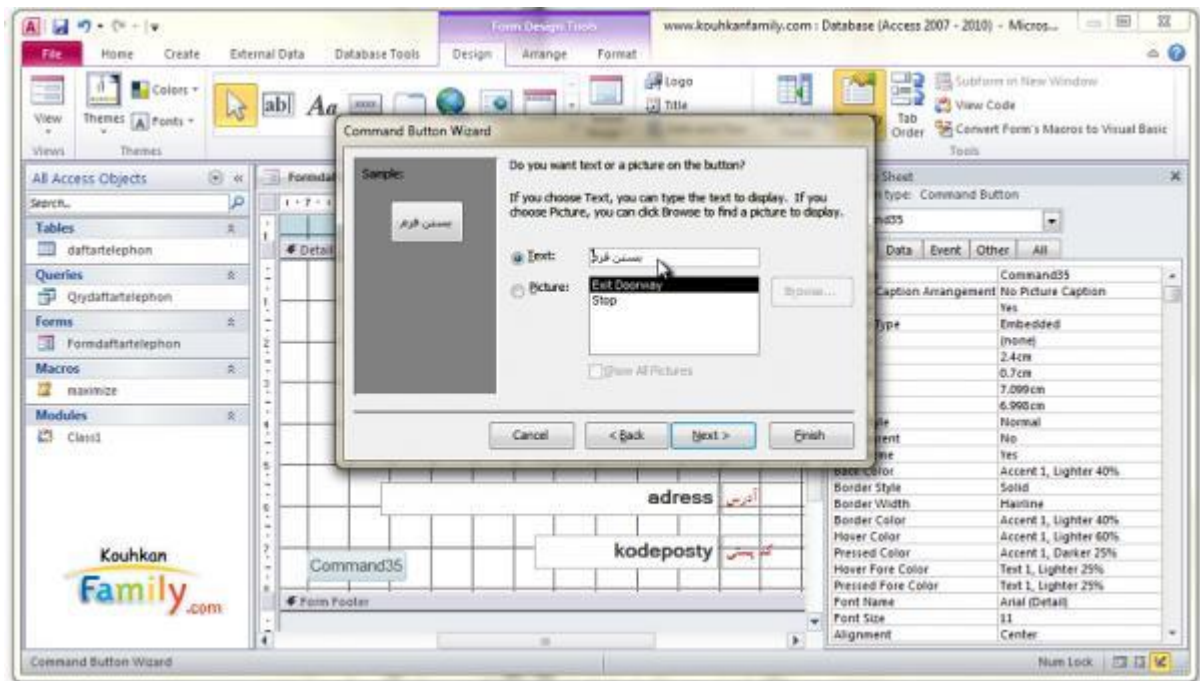 Form Design Tools
www.kouhkanfamily.com : Database (Access 2007 - 2010) - Micros...
File Home Create External Data Database Tools Design Arrange Format
View
Views
Themes
Colors
Fonts
Themes
ab|
Aa
XXXX
Logo
Title
Tab Order
Subform in New Window
View Code
Convert Form's Macros to Visual Basic
Tools
All Access Objects
Search...
Tables
daftartelephon
Queries
Qrydaftartelephon
Forms
Formdaftartelephon
Macros
maximize
Modules
Class1
Kouhkan
Family.com
Formdaf
Detail
Command Button Wizard
Sample:
بستن فرم
Do you want text or a picture on the button?
If you choose Text, you can type the text to display. If you
choose Picture, you can click Browse to find a picture to display.
Text:
بستن فرم
Picture:
Exit Doorway
Stop
Browse...
Show All Pictures
Cancel
< Back
Next >
Finish
adress آدرس
kodeposty کد پستی
Command35
Form Footer
Sheet
type: Command Button
nd35
Data Event Other All
Command35
Caption Arrangement No Picture Caption
Yes
Type Embedded
(none)
2.4cm
0.7cm
7.099cm
6.998cm
Normal
No
Yes
Back Color Accent 1, Lighter 40%
Border Style Solid
Border Width Hairline
Border Color Accent 1, Lighter 40%
Hover Color Accent 1, Lighter 60%
Pressed Color Accent 1, Darker 25%
Hover Fore Color Text 1, Lighter 25%
Pressed Fore Color Text 1, Lighter 25%
Font Name Arial (Detail)
Font Size 11
Alignment Center
Command Button Wizard
Num Lock